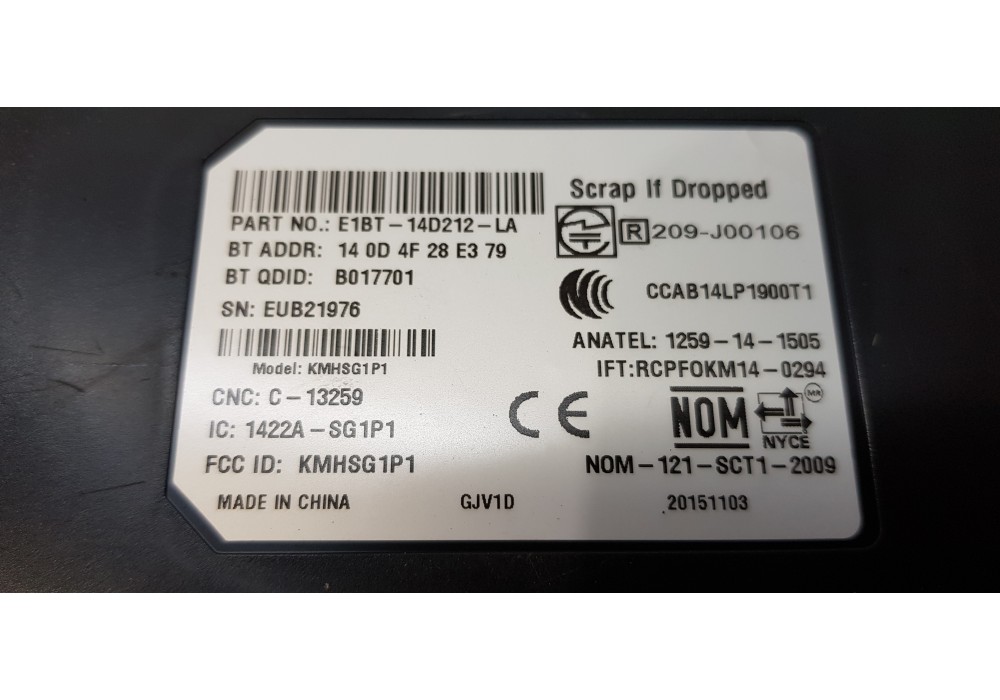 Scrap If Dropped
PART NO.: E1BT-14D212-LA
R 209-J00106
BT ADDR: 14 0D 4F 28 E3 79
BT QDID: B017701
CCAB14LP1900T1
SN: EUB21976
ANATEL: 1259-14-1505
Model: KMHSG1P1
IFT:RCPFOKM14-0294
CNC: C-13259
CE
NOM
MR
NYCE
IC: 1422A-SG1P1
FCC ID: KMHSG1P1
NOM-121-SCT1-2009
MADE IN CHINA
GJV1D
20151103